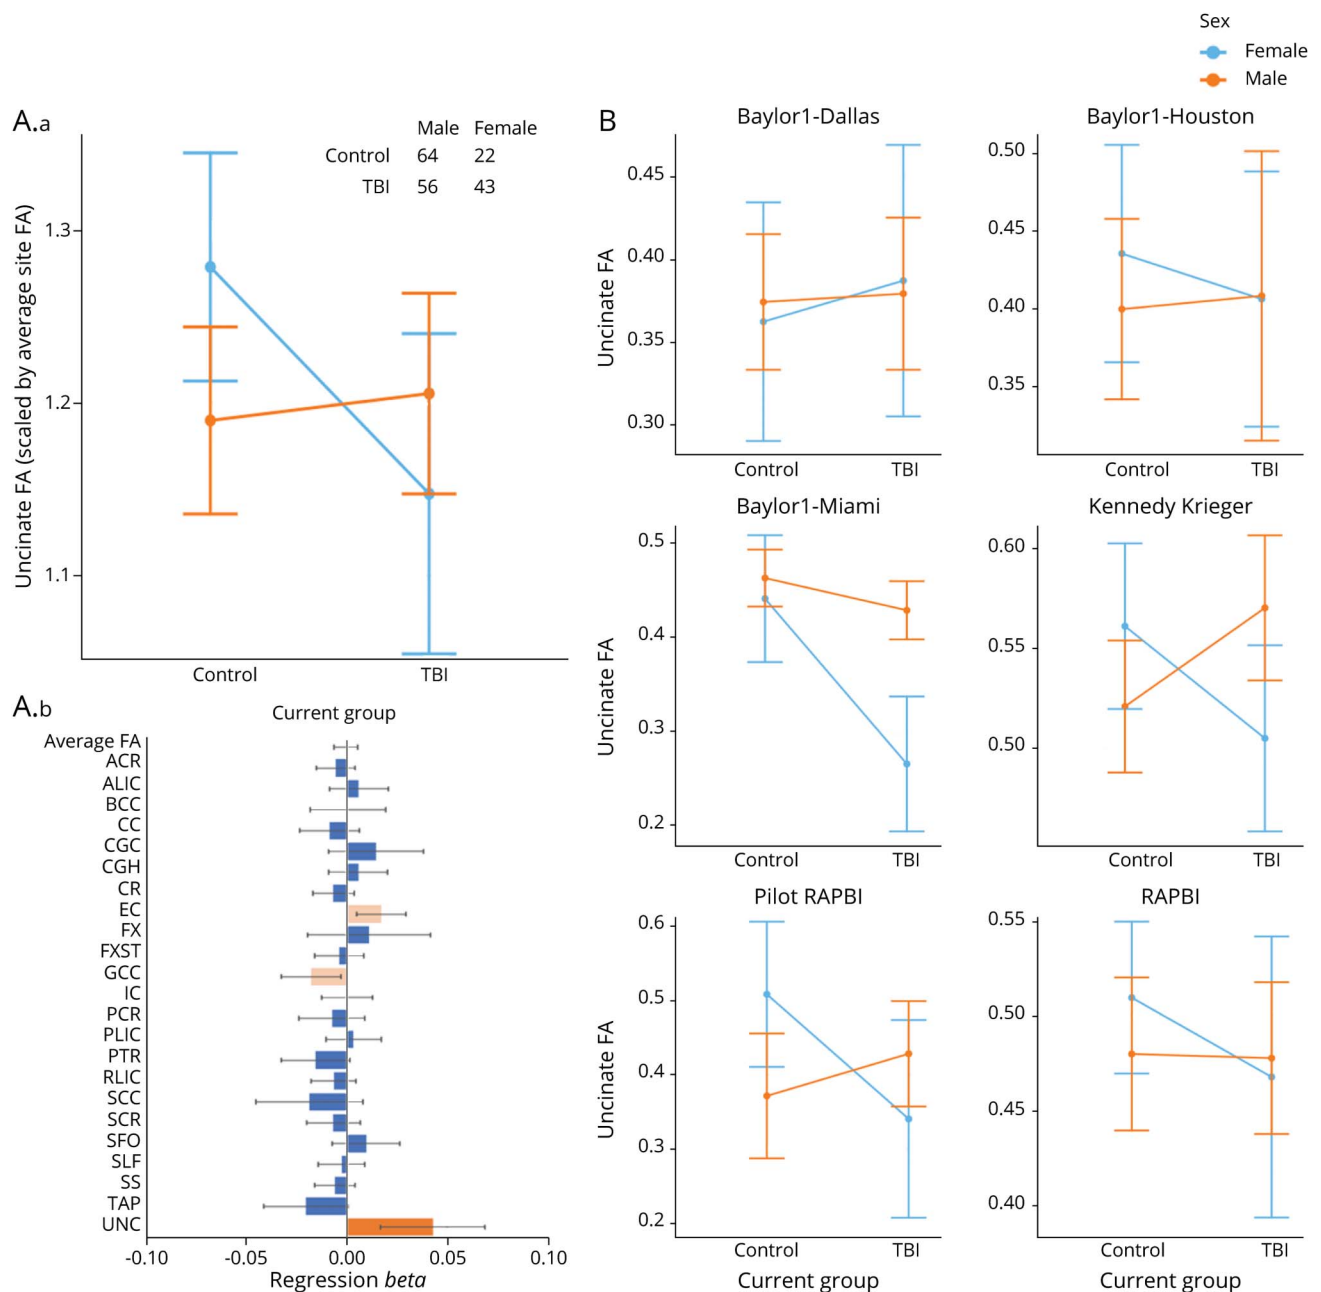 Sex
Female
Male
A.a
Male Female
Control 64 22
TBI 56 43
Uncinate FA (scaled by average site FA)
1.3
1.2
1.1
Control TBI
A.b
Current group
Average FA
ACR
ALIC
BCC
CC
CGC
CGH
CR
EC
FX
FXST
GCC
IC
PCR
PLIC
PTR
RLIC
SCC
SCR
SFO
SLF
SS
TAP
UNC
-0.10 -0.05 0.00 0.05 0.10
Regression beta
B
Baylor1-Dallas
Uncinate FA
0.45
0.40
0.35
0.30
Control TBI
Baylor1-Houston
0.50
0.45
0.40
0.35
Control TBI
Baylor1-Miami
Uncinate FA
0.5
0.4
0.3
0.2
Control TBI
Kennedy Krieger
0.60
0.55
0.50
Control TBI
Pilot RAPBI
Uncinate FA
0.6
0.5
0.4
0.3
0.2
Control TBI
Current group
RAPBI
0.55
0.50
0.45
0.40
Control TBI
Current group